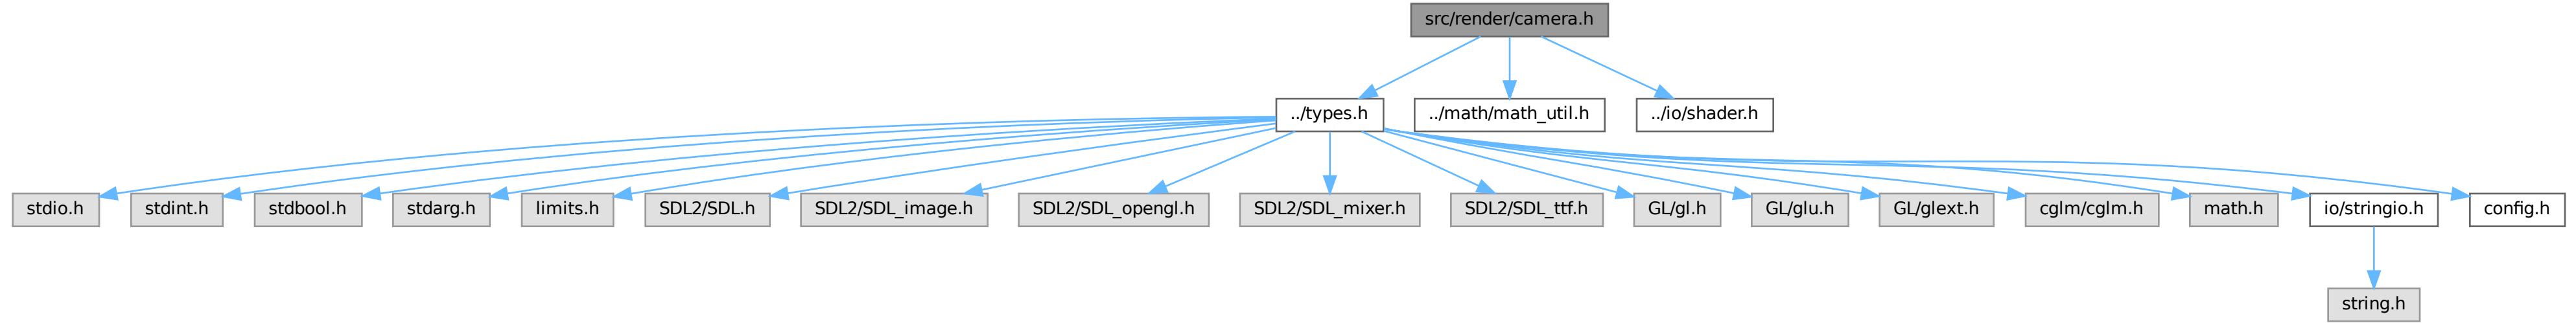 src/render/camera.h
../types.h
../math/math_util.h
../io/shader.h
stdio.h
stdint.h
stdbool.h
stdarg.h
limits.h
SDL2/SDL.h
SDL2/SDL_image.h
SDL2/SDL_opengl.h
SDL2/SDL_mixer.h
SDL2/SDL_ttf.h
GL/gl.h
GL/glu.h
GL/glext.h
cglm/cglm.h
math.h
io/stringio.h
config.h
string.h